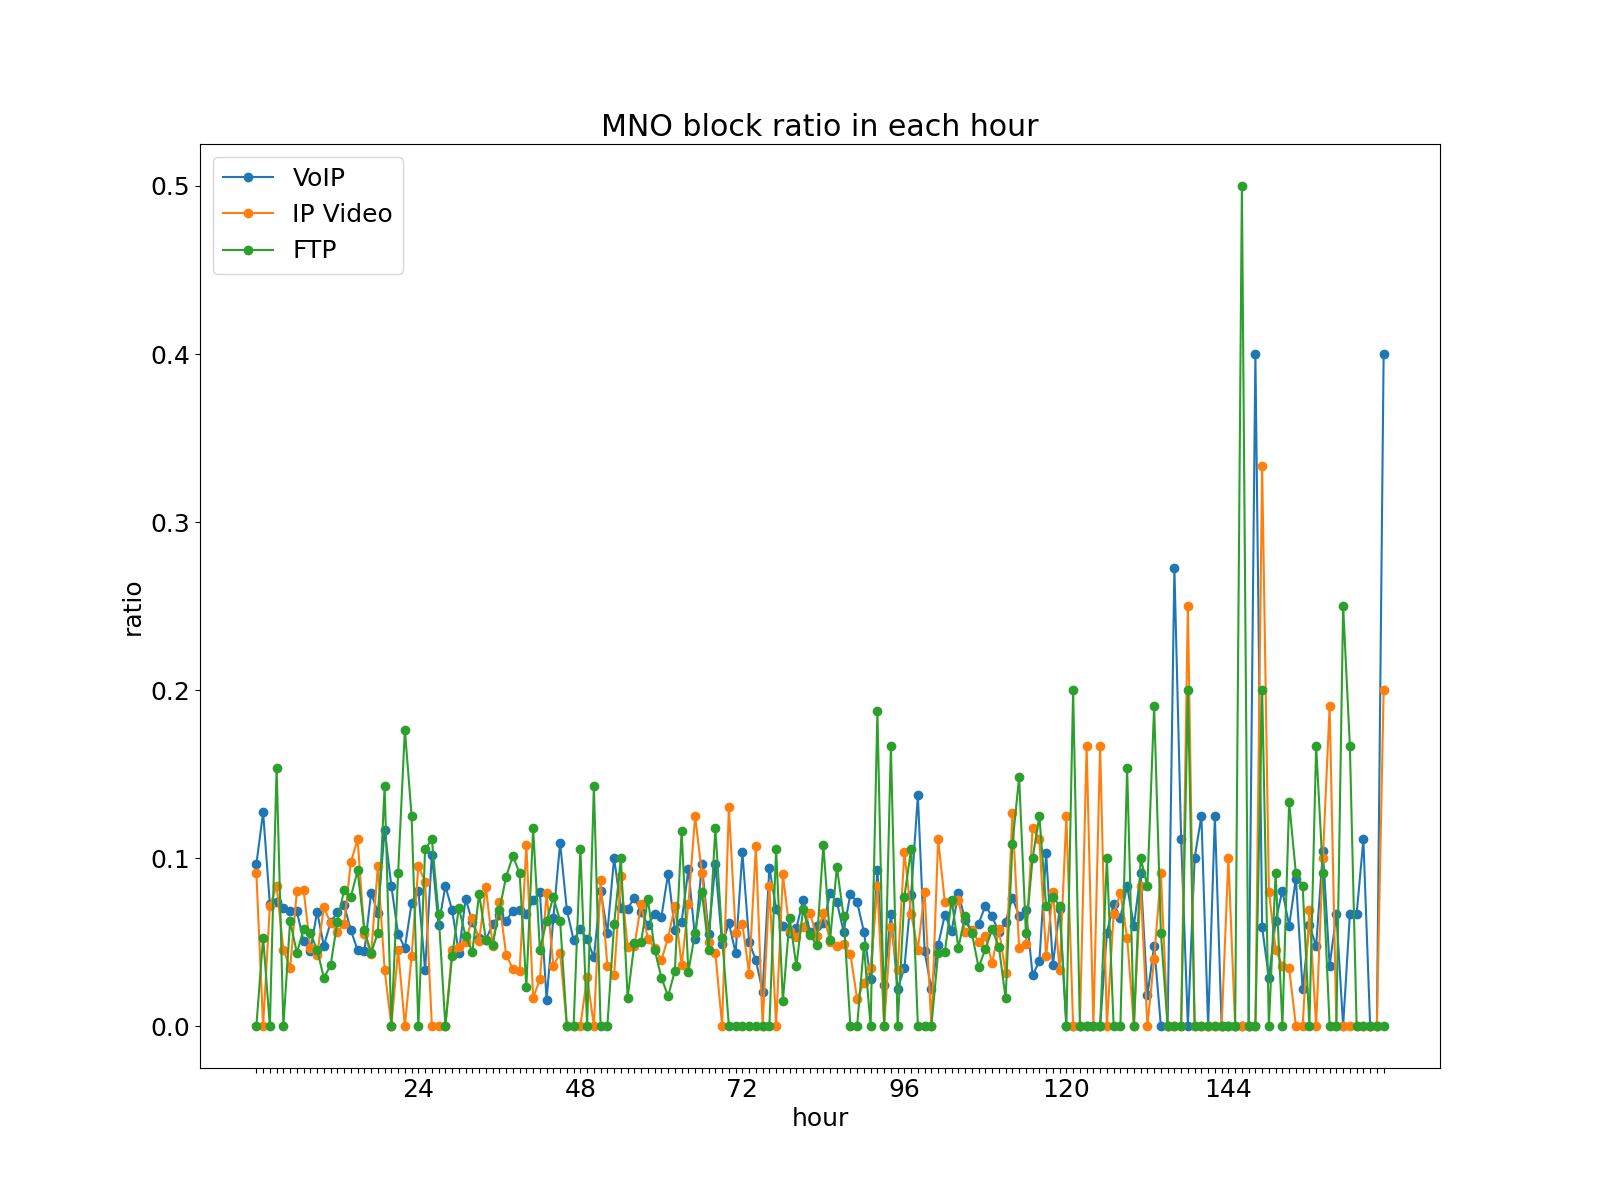 MNO block ratio in each hour
VoIP
IP Video
FTP
0.5
0.4
0.3
0.2
0.1
0.0
ratio
24 48 72 96 120 144
hour